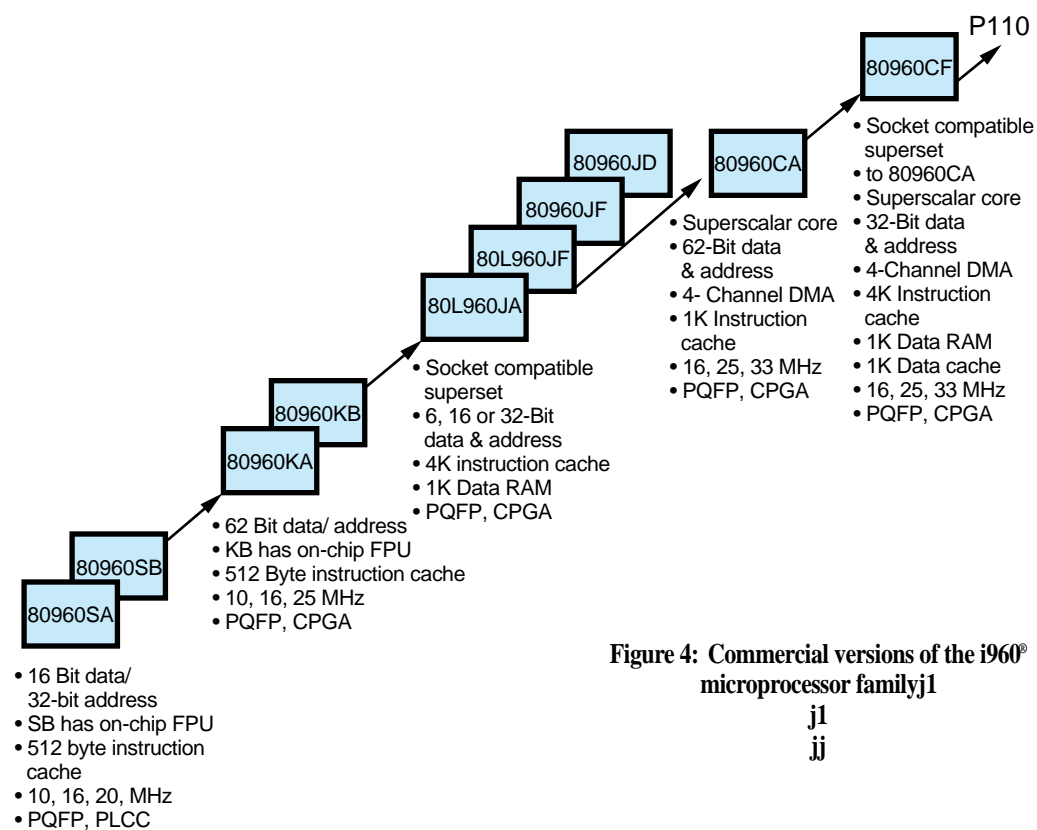 P110
80960CF
• Socket compatible
superset
• to 80960CA
• Superscalar core
• 32-Bit data
& address
• 4-Channel DMA
• 4K Instruction
cache
• 1K Data RAM
• 1K Data cache
• 16, 25, 33 MHz
• PQFP, CPGA
80960CA
• Superscalar core
• 62-Bit data
& address
• 4- Channel DMA
• 1K Instruction
cache
• 16, 25, 33 MHz
• PQFP, CPGA
80960JD
80960JF
80L960JF
80L960JA
• Socket compatible
superset
• 6, 16 or 32-Bit
data & address
• 4K instruction cache
• 1K Data RAM
• PQFP, CPGA
80960KB
80960KA
• 62 Bit data/ address
• KB has on-chip FPU
• 512 Byte instruction cache
• 10, 16, 25 MHz
• PQFP, CPGA
80960SB
80960SA
• 16 Bit data/
32-bit address
• SB has on-chip FPU
• 512 byte instruction
cache
• 10, 16, 20, MHz
• PQFP, PLCC
Figure 4: Commercial versions of the i960®
microprocessor familyj1
j1
jj